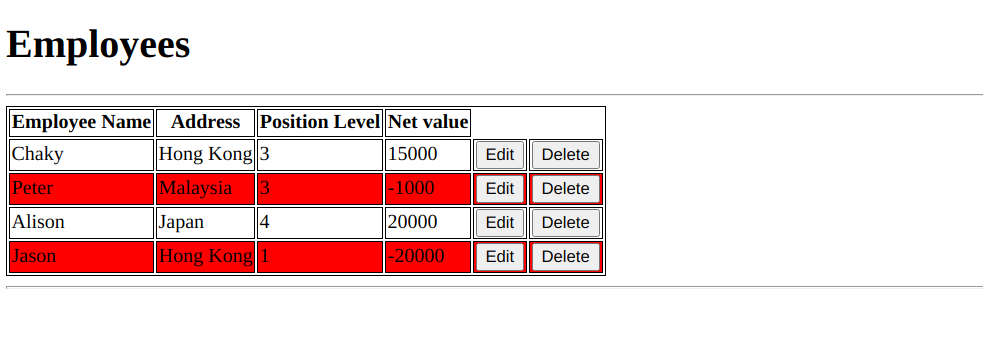 Employees
Employee Name Address Position Level Net value
Chaky Hong Kong 3 15000 Edit Delete
Peter Malaysia 3 -1000 Edit Delete
Alison Japan 4 20000 Edit Delete
Jason Hong Kong 1 -20000 Edit Delete